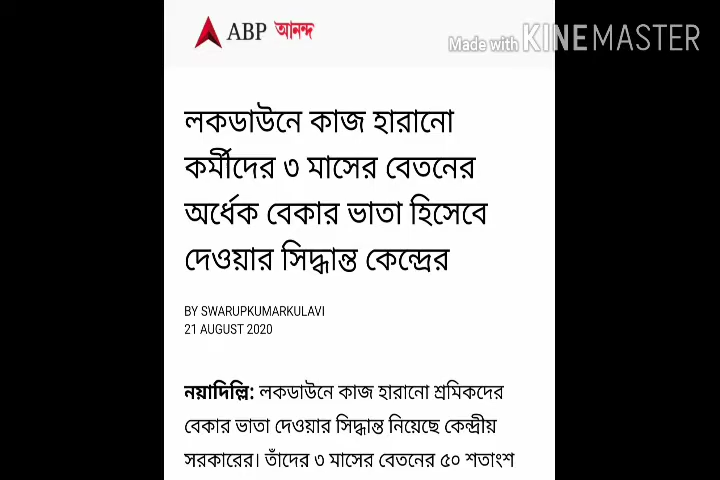 ABP আনন্দ
Made with KINEMASTER
লকডাউনে কাজ হারানো
কর্মীদের ৩ মাসের বেতনের
অর্ধেক বেকার ভাতা হিসেবে
দেওয়ার সিদ্ধান্ত কেন্দ্রের
BY SWARUPKUMARKULAVI
21 AUGUST 2020
নয়াদিল্লি: লকডাউনে কাজ হারানো শ্রমিকদের
বেকার ভাতা দেওয়ার সিদ্ধান্ত নিয়েছে কেন্দ্রীয়
সরকারের। তাঁদের ৩ মাসের বেতনের ৫০ শতাংশ